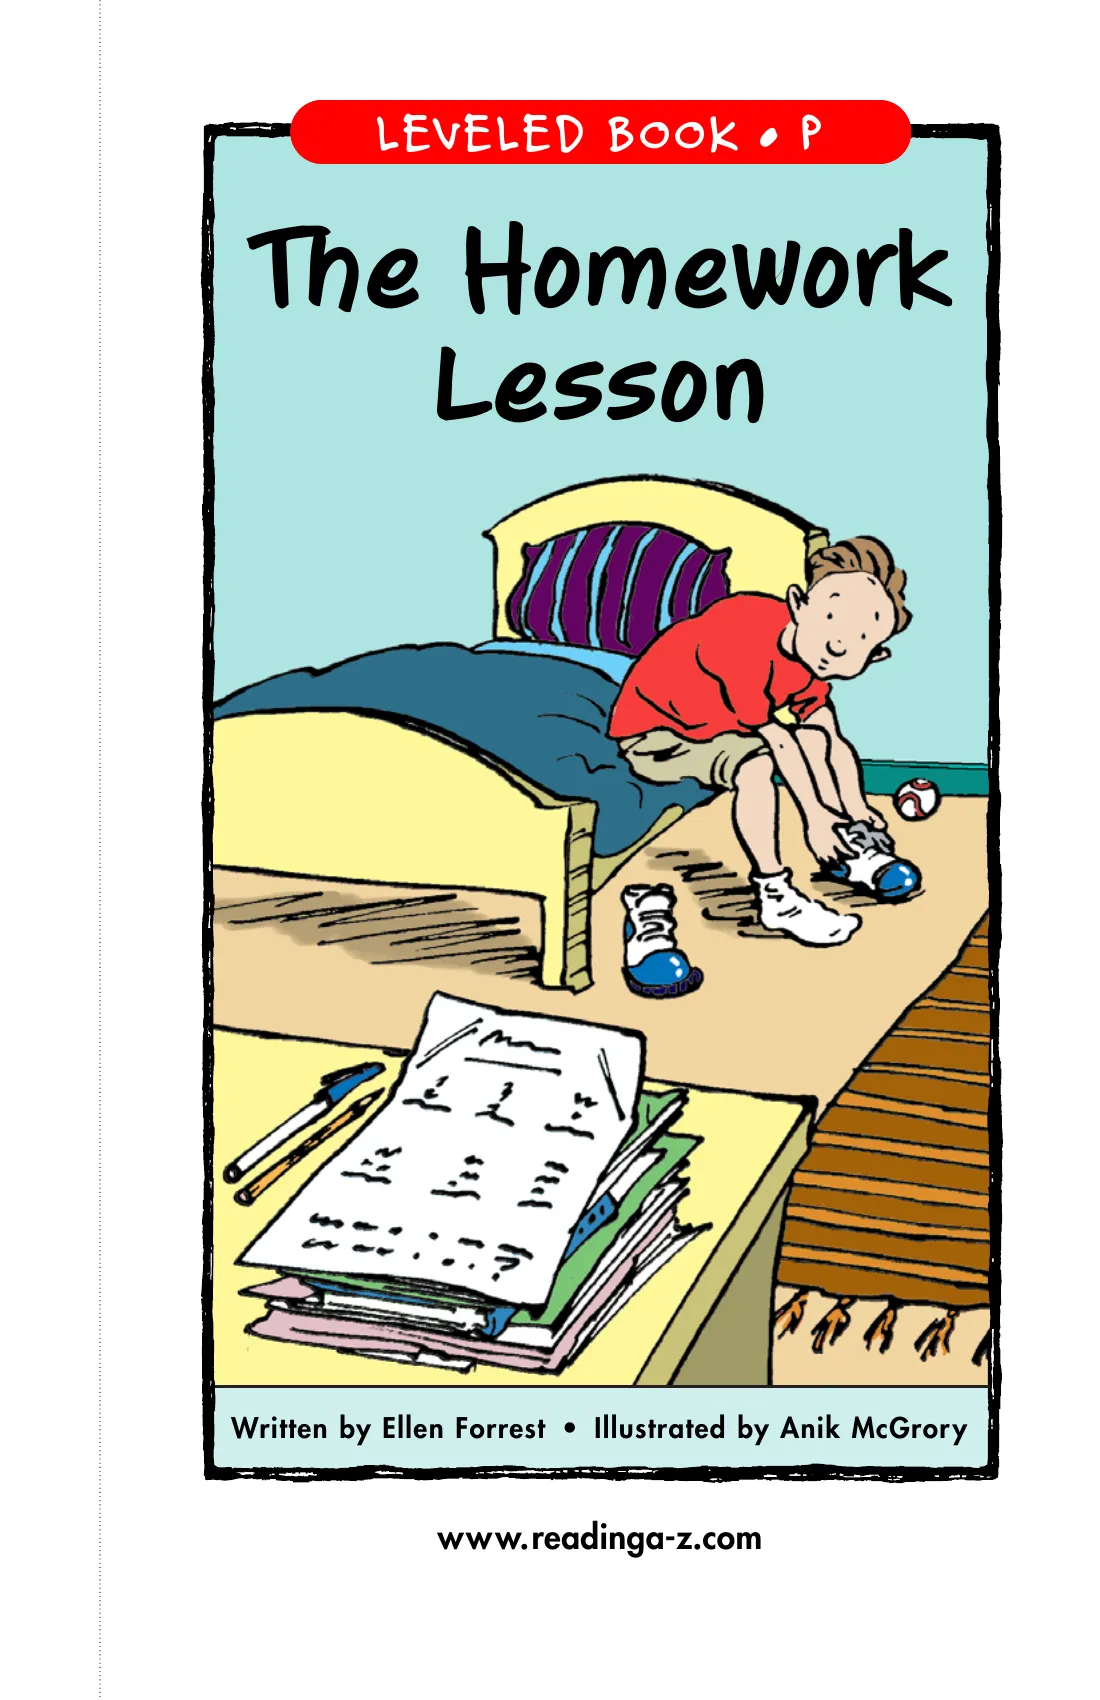 LEVELED BOOK • P
The Homework
Lesson
Written by Ellen Forrest • Illustrated by Anik McGrory
www.readinga-z.com